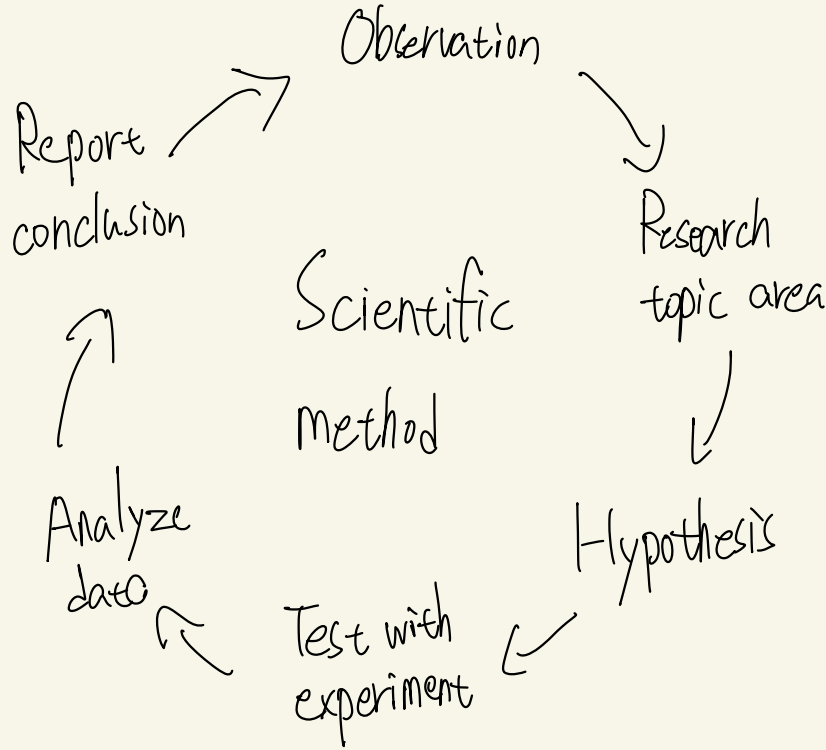 Observation
Research
topic area
Hypothesis
Test with
experiment
Analyze
data
Report
conclusion
Scientific
method